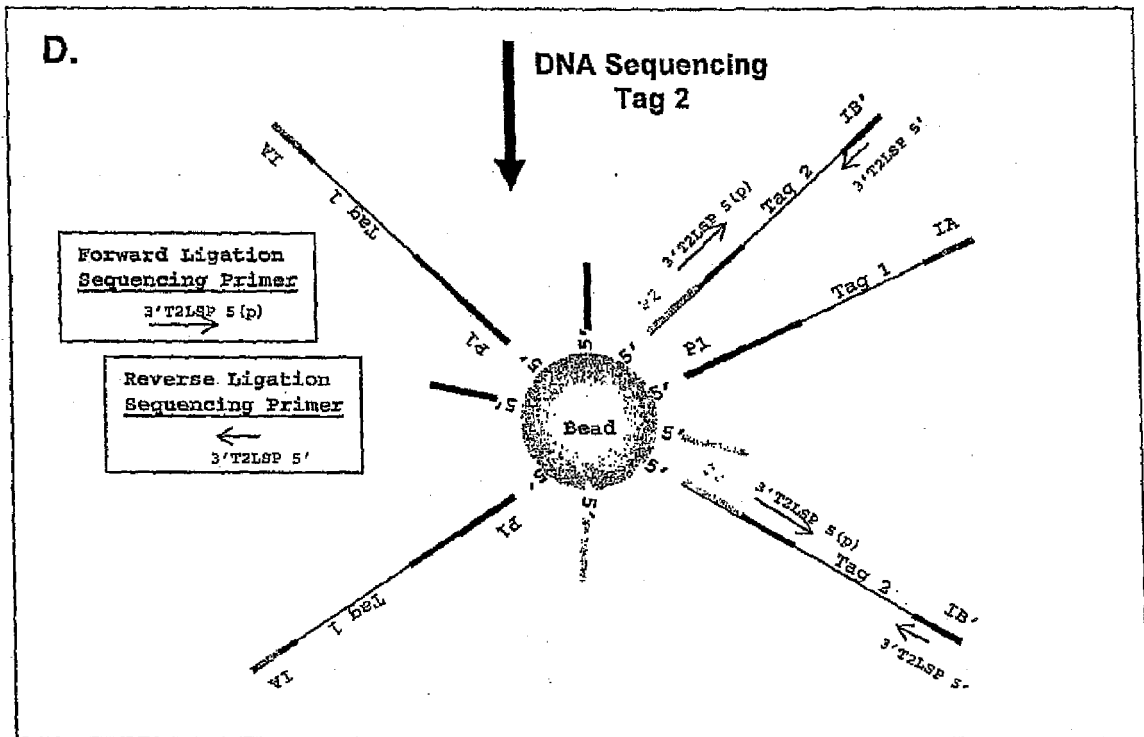 D.
DNA Sequencing
Tag 2
IA
Tag 1
P1
5'
Forward Ligation
Sequencing Primer
3'T2LSP 5(p)
Reverse Ligation
Sequencing Primer
3'T2LSP 5'
IB'
3'T2LSP 5'
Tag 2
3'T2LSP 5(p)
5'
5'
IA
Tag 1
P1
5'
5'
Bead
5'
5'
5'
5'
P1
Tag 1
IA
3'T2LSP 5(p)
Tag 2
IB'
3'T2LSP 5'